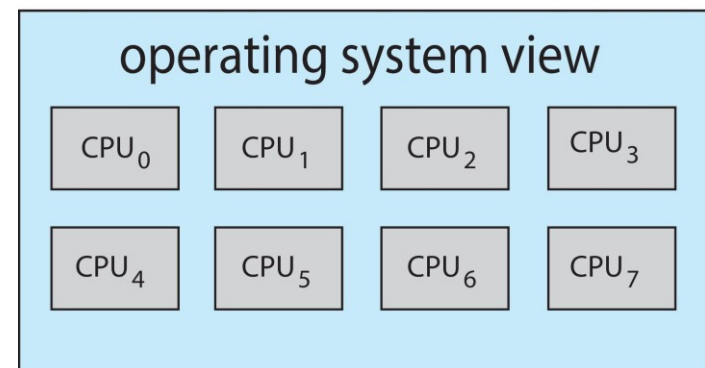 operating system view
CPU₀ CPU₁ CPU₂ CPU₃
CPU₄ CPU₅ CPU₆ CPU₇